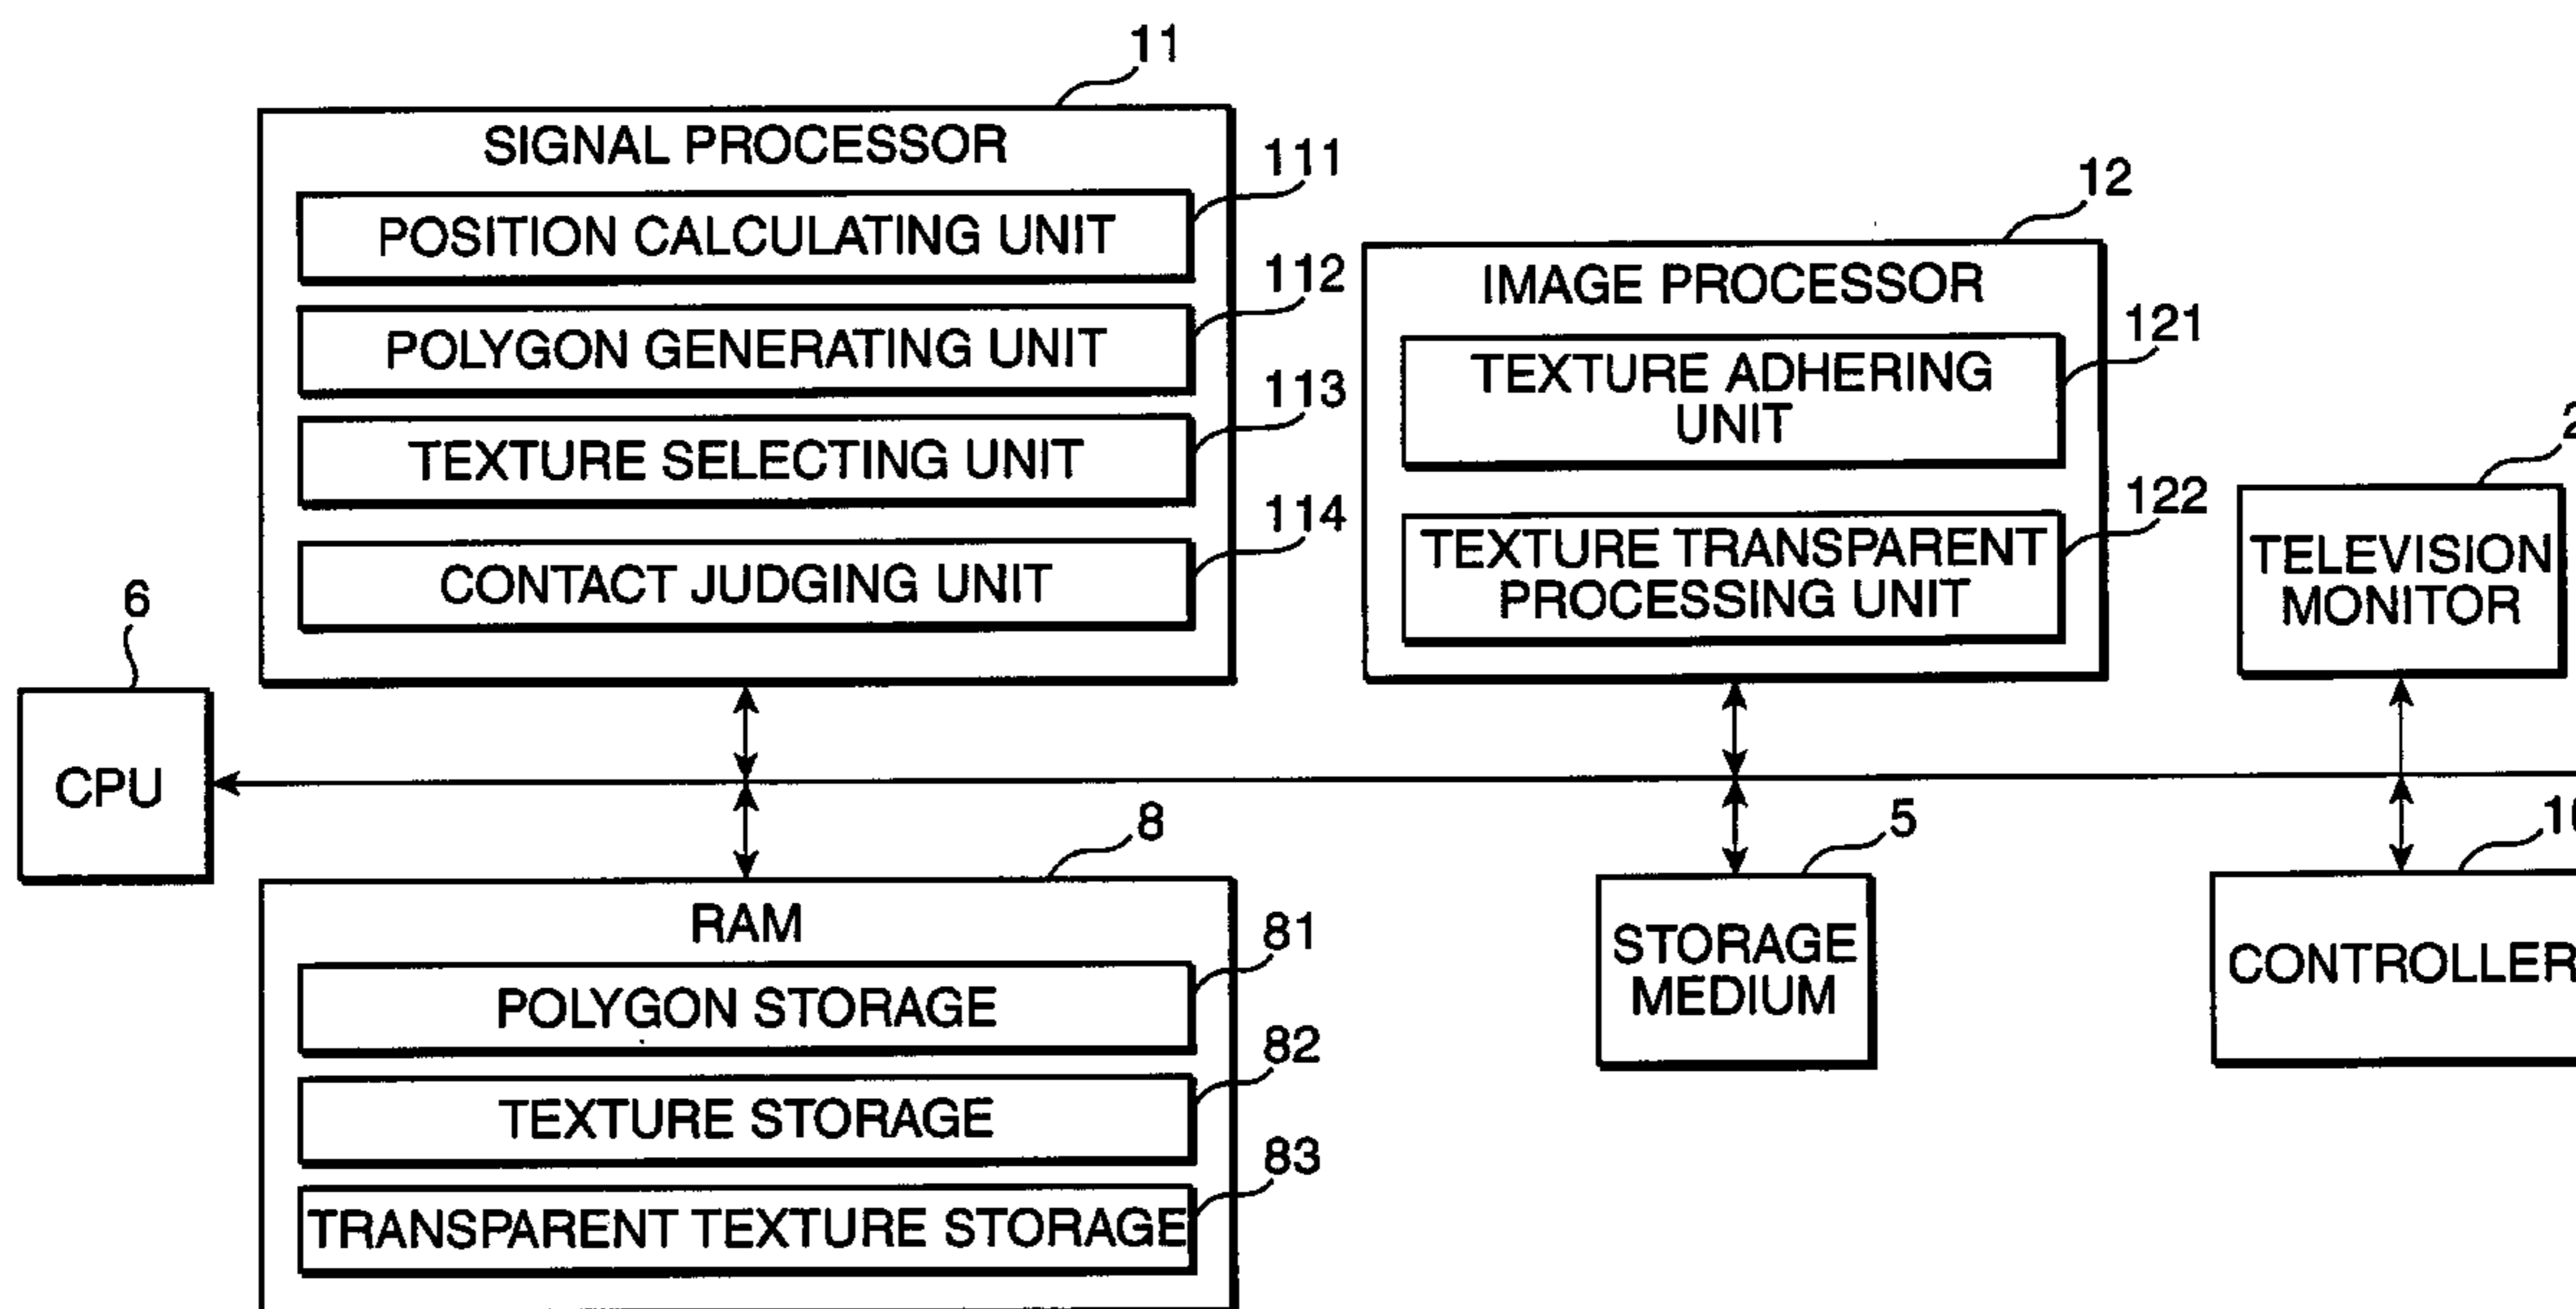 11
SIGNAL PROCESSOR
111
POSITION CALCULATING UNIT
112
POLYGON GENERATING UNIT
113
TEXTURE SELECTING UNIT
114
CONTACT JUDGING UNIT
12
IMAGE PROCESSOR
121
TEXTURE ADHERING
UNIT
122
TEXTURE TRANSPARENT
PROCESSING UNIT
2
TELEVISION
MONITOR
6
CPU
8
RAM
81
POLYGON STORAGE
82
TEXTURE STORAGE
83
TRANSPARENT TEXTURE STORAGE
5
STORAGE
MEDIUM
CONTROLLER